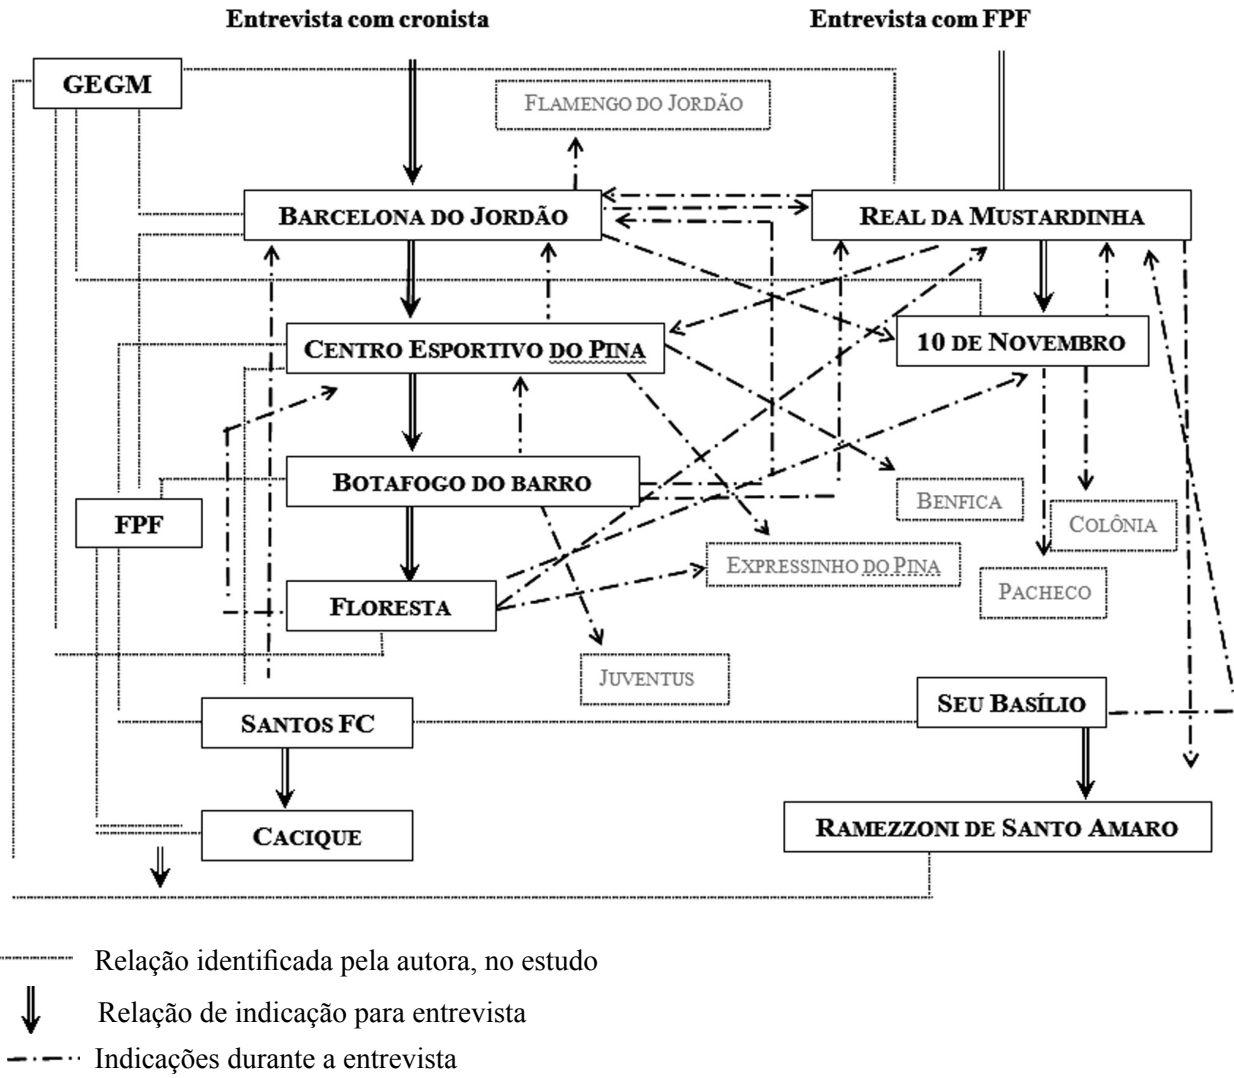 Entrevista com cronista
Entrevista com FPF
GEGM
FLAMENGO DO JORDÃO
BARCELONA DO JORDÃO
REAL DA MUSTARDINHA
CENTRO ESPORTIVO DO PINA
10 DE NOVEMBRO
BOTAFOGO DO BARRO
BENFICA
FPF
COLÔNIA
EXPRESSINHO DO PINA
PACHECO
FLORESTA
JUVENTUS
SEU BASÍLIO
SANTOS FC
RAMEZZONI DE SANTO AMARO
CACIQUE
Relação identificada pela autora, no estudo
Relação de indicação para entrevista
Indicações durante a entrevista